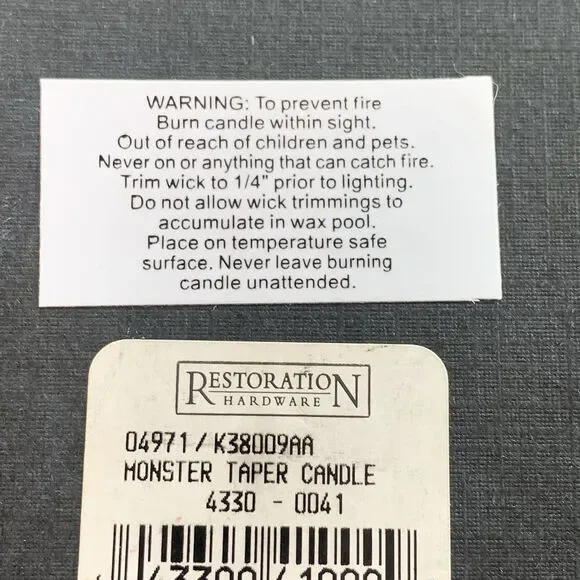 WARNING: To prevent fire
Burn candle within sight.
Out of reach of children and pets.
Never on or anything that can catch fire.
Trim wick to 1/4" prior to lighting.
Do not allow wick trimmings to
accumulate in wax pool.
Place on temperature safe
surface. Never leave burning
candle unattended.
RESTORATION
HARDWARE
04971/K38009AA
MONSTER TAPER CANDLE
4330 - 0041